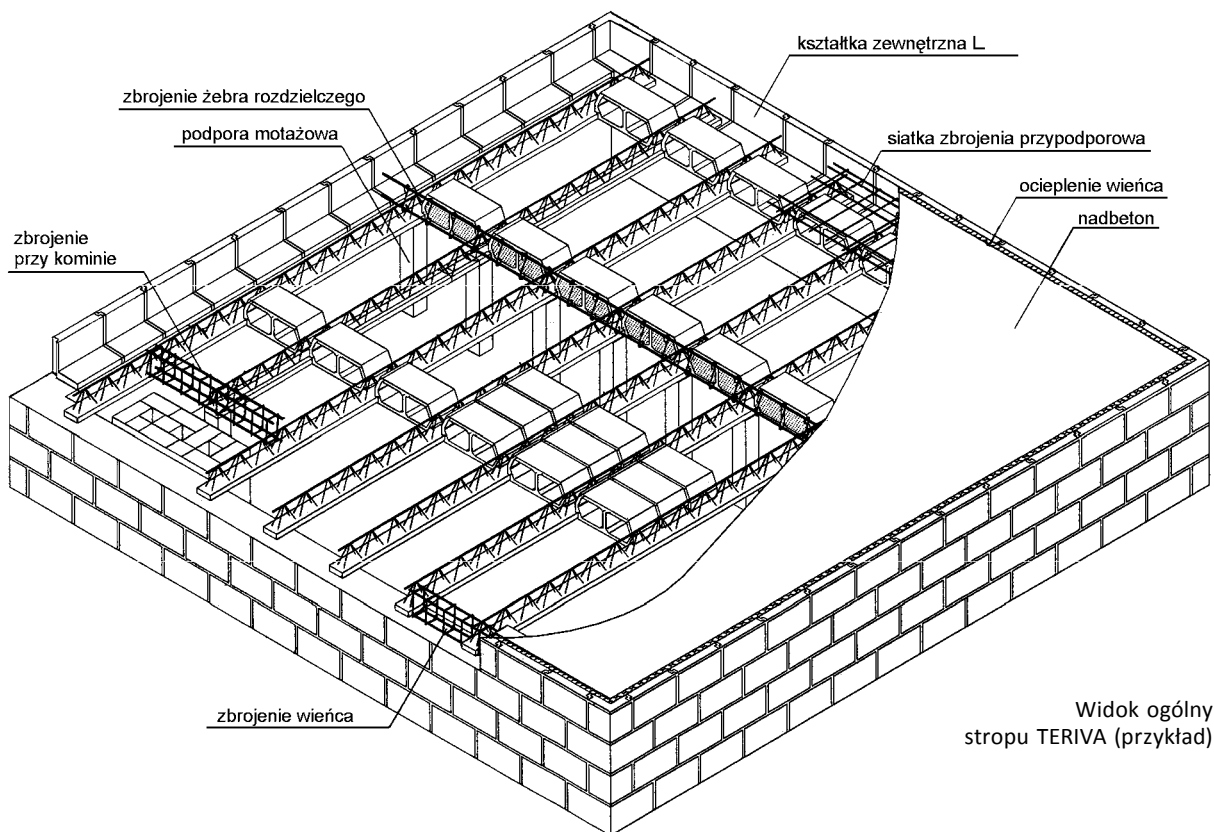 kształtka zewnętrzna L
zbrojenie żebra rozdzielczego
podpora motażowa
siatka zbrojenia przypodporowa
ocieplenie wieńca
nadbeton
zbrojenie
przy kominie
zbrojenie wieńca
Widok ogólny
stropu TERIVA (przykład)